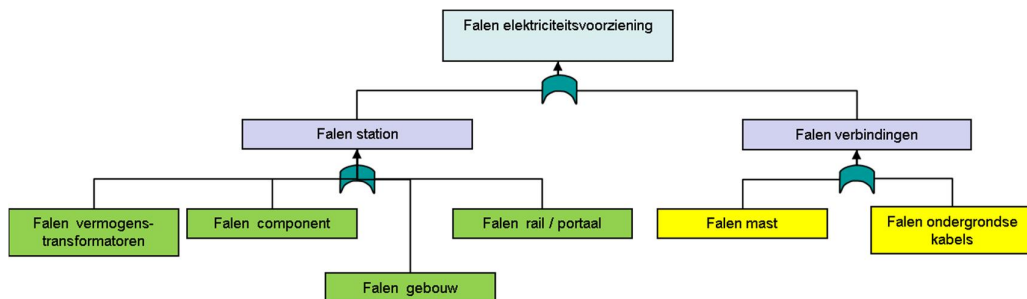 Falen elektriciteitsvoorziening
Falen station
Falen verbindingen
Falen vermogens-
transformatoren
Falen component
Falen rail / portaal
Falen mast
Falen ondergrondse
kabels
Falen gebouw